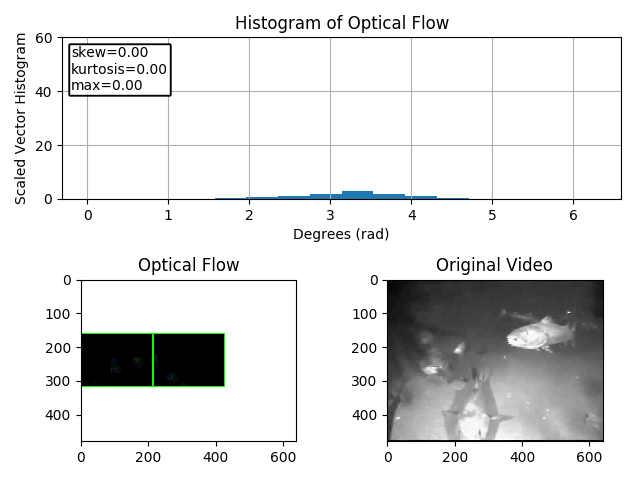 Histogram of Optical Flow
Scaled Vector Histogram
60
40
20
0
skew=0.00
kurtosis=0.00
max=0.00
0 1 2 3 4 5 6
Degrees (rad)
Optical Flow
0
100
200
300
400
0 200 400 600
Original Video
0
100
200
300
400
0 200 400 600